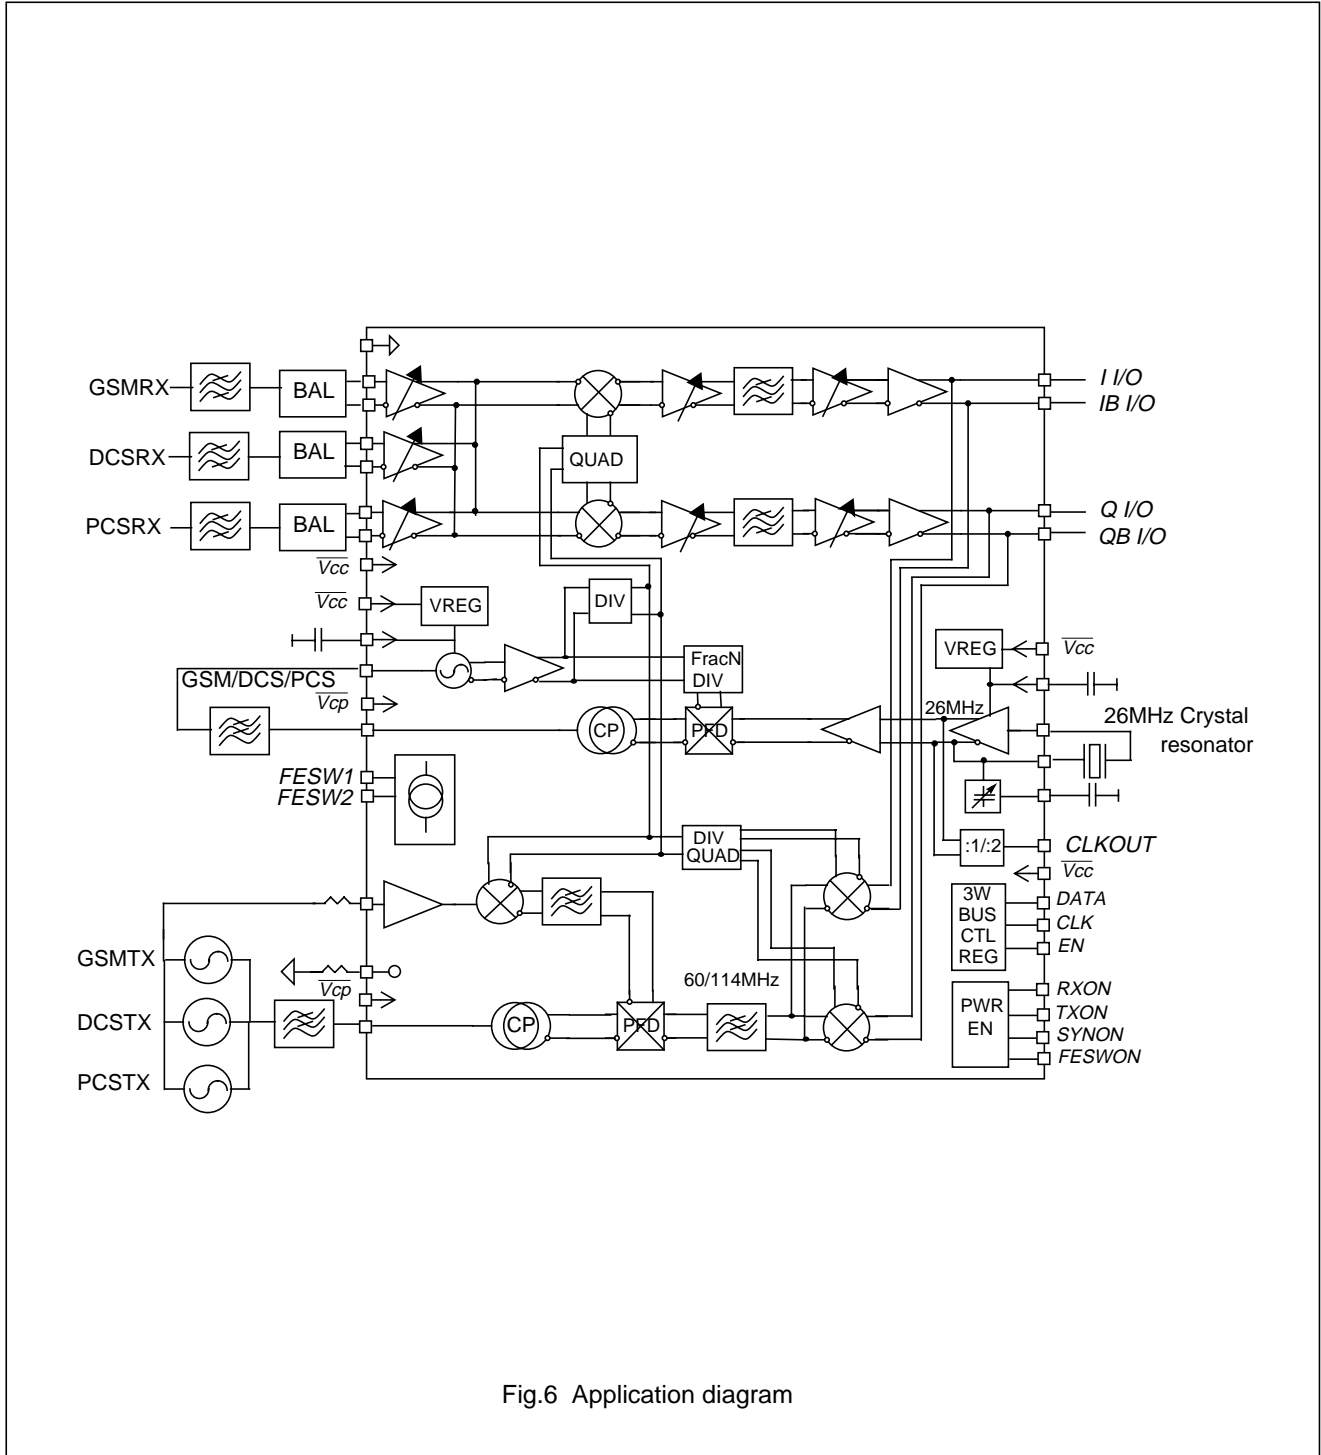 GSMRX
BAL
I I/O
IB I/O
DCSRX
BAL
QUAD
PCSRX
BAL
Q I/O
QB I/O
Vcc
Vcc
VREG
DIV
VREG
Vcc
GSM/DCS/PCS
FracN
DIV
Vcp
26MHz
26MHz Crystal
resonator
CP
PFD
FESW1
FESW2
DIV
QUAD
:1/:2
CLKOUT
Vcc
3W
BUS
CTL
REG
DATA
CLK
EN
GSMTX
Vcp
60/114MHz
PWR
EN
RXON
TXON
SYNON
FESWON
DCSTX
CP
PFD
PCSTX
Fig.6 Application diagram